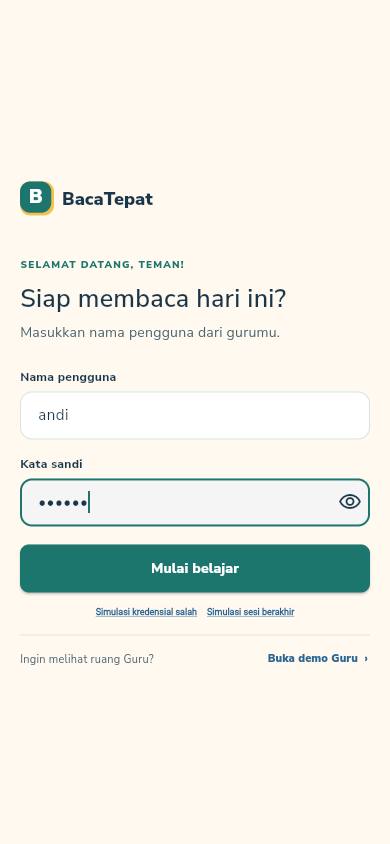 B BacaTepat
SELAMAT DATANG, TEMAN!
Siap membaca hari ini?
Masukkan nama pengguna dari gurumu.
Nama pengguna
andi
Kata sandi
••••••
Mulai belajar
Simulasi kredensial salah Simulasi sesi berakhir
Ingin melihat ruang Guru? Buka demo Guru ›